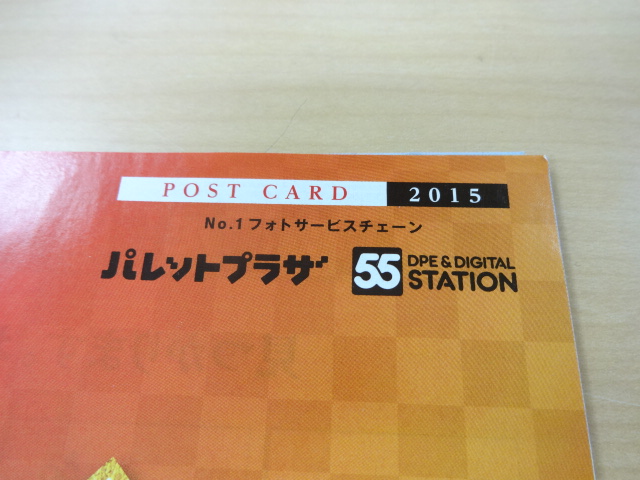 POST CARD 2015
No.1フォトサービスチェーン
パレットプラザ 55 DPE & DIGITAL STATION